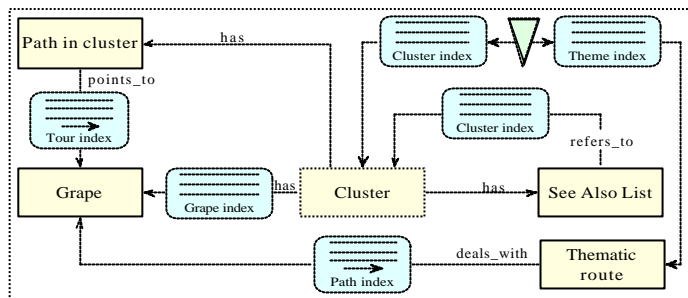 Path in cluster
has
Cluster index
Theme index
points_to
Tour index
Cluster index
refers_to
Grape
Grape index
has
Cluster
has
See Also List
deals_with
Path index
Thematic
route